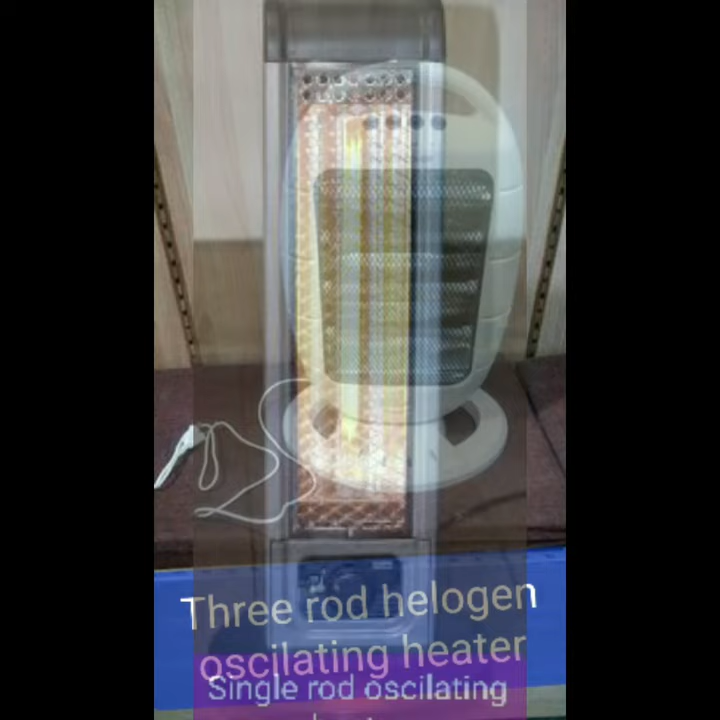 Three rod helogen
oscilating heater
Single rod oscilating